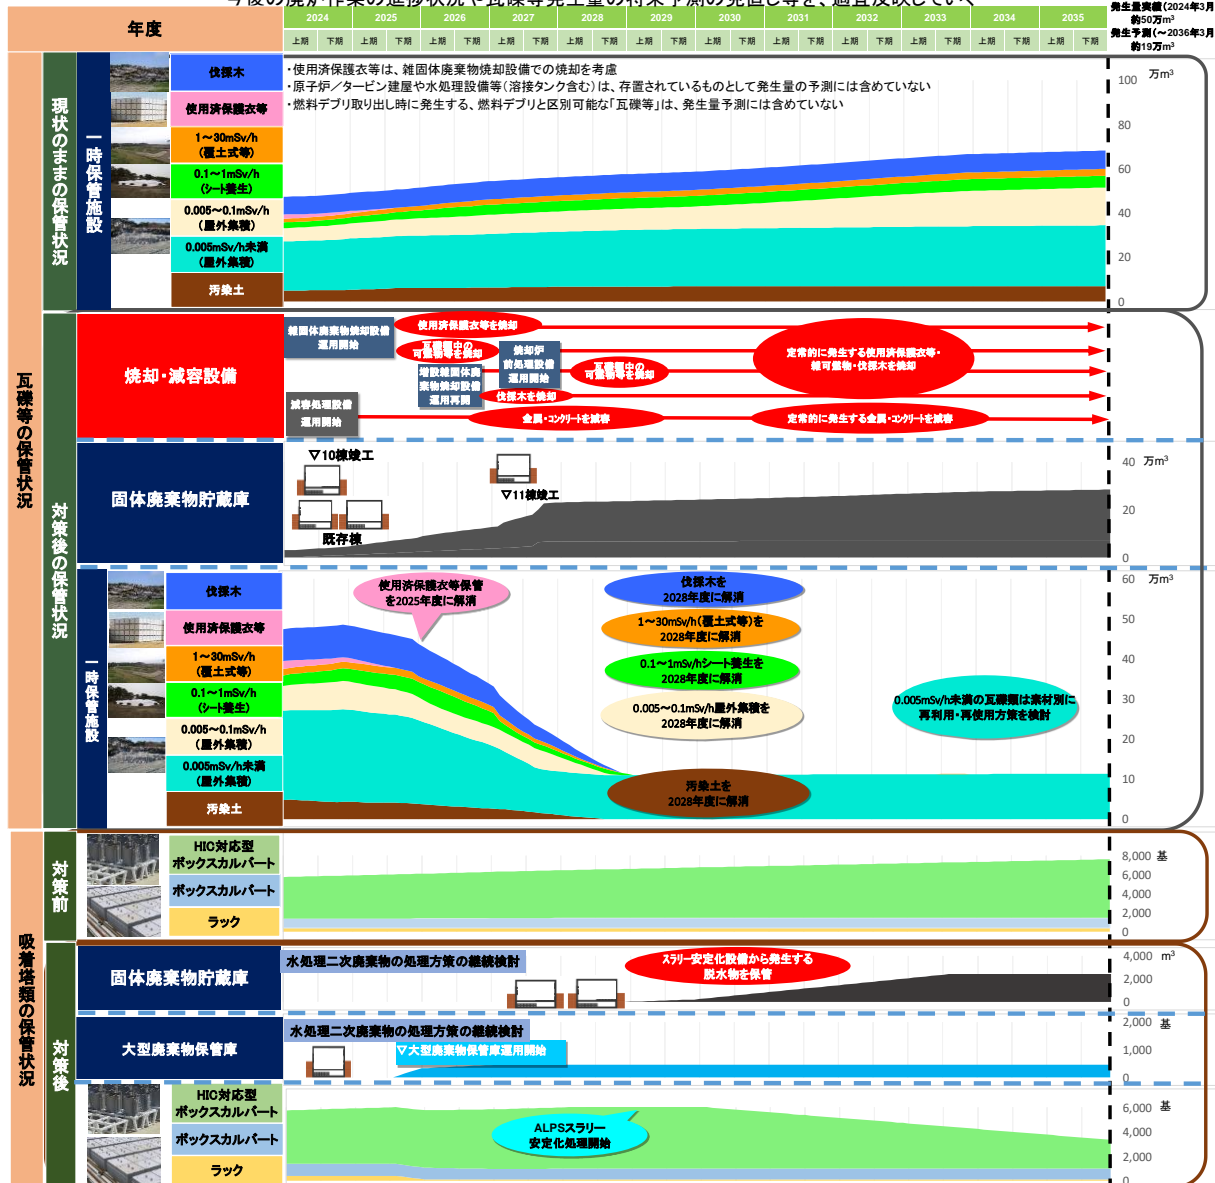 今後の廃炉作業の進捗状況や瓦礫等発生量の将来予測の見直し等を、適宜反映していく
年度
2024 2025 2026 2027 2028 2029 2030 2031 2032 2033 2034 2035
上期 下期 上期 下期 上期 下期 上期 下期 上期 下期 上期 下期 上期 下期 上期 下期 上期 下期 上期 下期 上期 下期 上期 下期
発生量実績(2024年3月
約50万m³
発生予測(～2036年3月
約19万m³
瓦礫等の保管状況
現状のままの保管状況
一時保管施設
伐採木
使用済保護衣等
1～30mSv/h
(覆土式等)
0.1～1mSv/h
(シート養生)
0.005～0.1mSv/h
(屋外集積)
0.005mSv/h未満
(屋外集積)
汚染土
・使用済保護衣等は、雑固体廃棄物焼却設備での焼却を考慮
・原子炉／タービン建屋や水処理設備等(溶接タンク含む)は、存置されているものとして発生量の予測には含めていない
・燃料デブリ取り出し時に発生する、燃料デブリと区別可能な「瓦礫等」は、発生量予測には含めていない
100 万m³
80
60
40
20
0
対策後の保管状況
焼却・減容設備
雑固体廃棄物焼却設備
運用開始
使用済保護衣等を焼却
瓦礫類中の
可燃物等を焼却
増設雑固体廃
棄物焼却設備
運用再開
焼却炉
前処理設備
運用開始
瓦礫類中の
可燃物等を焼却
伐採木を焼却
定常的に発生する使用済保護衣等・
雑可燃物・伐採木を焼却
減容処理設備
運用開始
金属・コンクリートを減容
定常的に発生する金属・コンクリートを減容
固体廃棄物貯蔵庫
▽10棟竣工
既存棟
▽11棟竣工
40 万m³
20
0
一時保管施設
伐採木
使用済保護衣等
1～30mSv/h
(覆土式等)
0.1～1mSv/h
(シート養生)
0.005～0.1mSv/h
(屋外集積)
0.005mSv/h未満
(屋外集積)
汚染土
使用済保護衣等保管
を2025年度に解消
伐採木を
2028年度に解消
1～30mSv/h(覆土式等)を
2028年度に解消
0.1～1mSv/hシート養生を
2028年度に解消
0.005～0.1mSv/h屋外集積を
2028年度に解消
汚染土を
2028年度に解消
0.005mSv/h未満の瓦礫類は素材別に
再利用・再使用方策を検討
60 万m³
50
40
30
20
10
0
吸着塔類の保管状況
対策前
HIC対応型
ボックスカルバート
ボックスカルバート
ラック
8,000 基
6,000
4,000
2,000
0
対策後
固体廃棄物貯蔵庫
水処理二次廃棄物の処理方策の継続検討
スラリー安定化設備から発生する
脱水物を保管
4,000 m³
2,000
0
大型廃棄物保管庫
水処理二次廃棄物の処理方策の継続検討
▽大型廃棄物保管庫運用開始
2,000 基
1,000
0
HIC対応型
ボックスカルバート
ボックスカルバート
ラック
ALPSスラリー
安定化処理開始
6,000 基
4,000
2,000
0